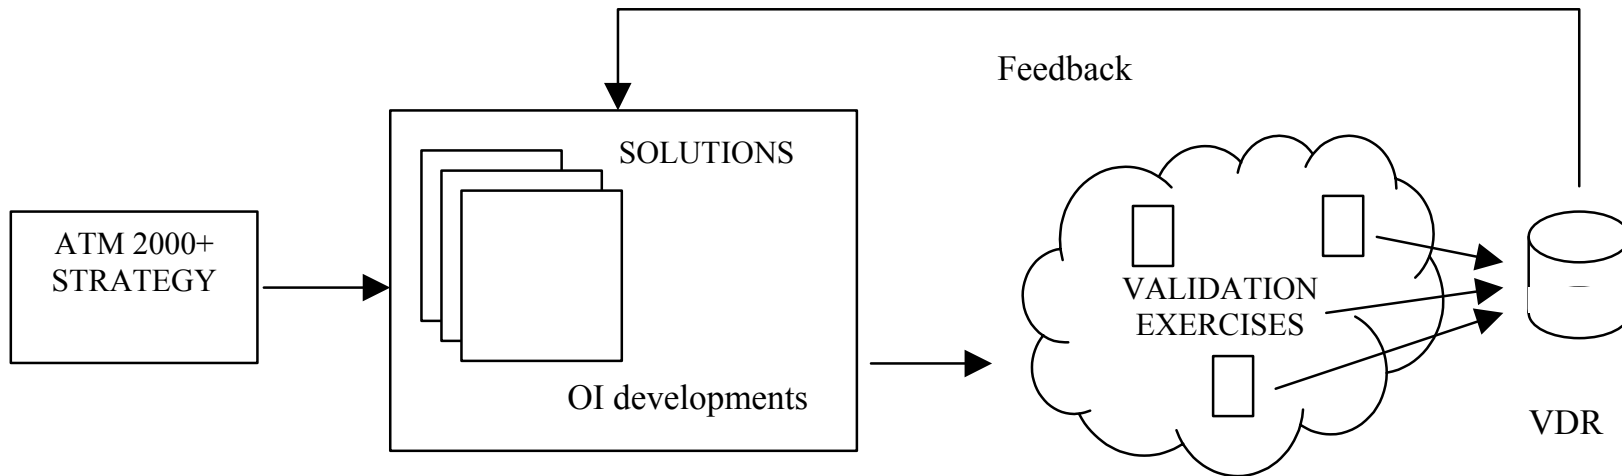 Feedback
SOLUTIONS
ATM 2000+
STRATEGY
VALIDATION
EXERCISES
OI developments
VDR